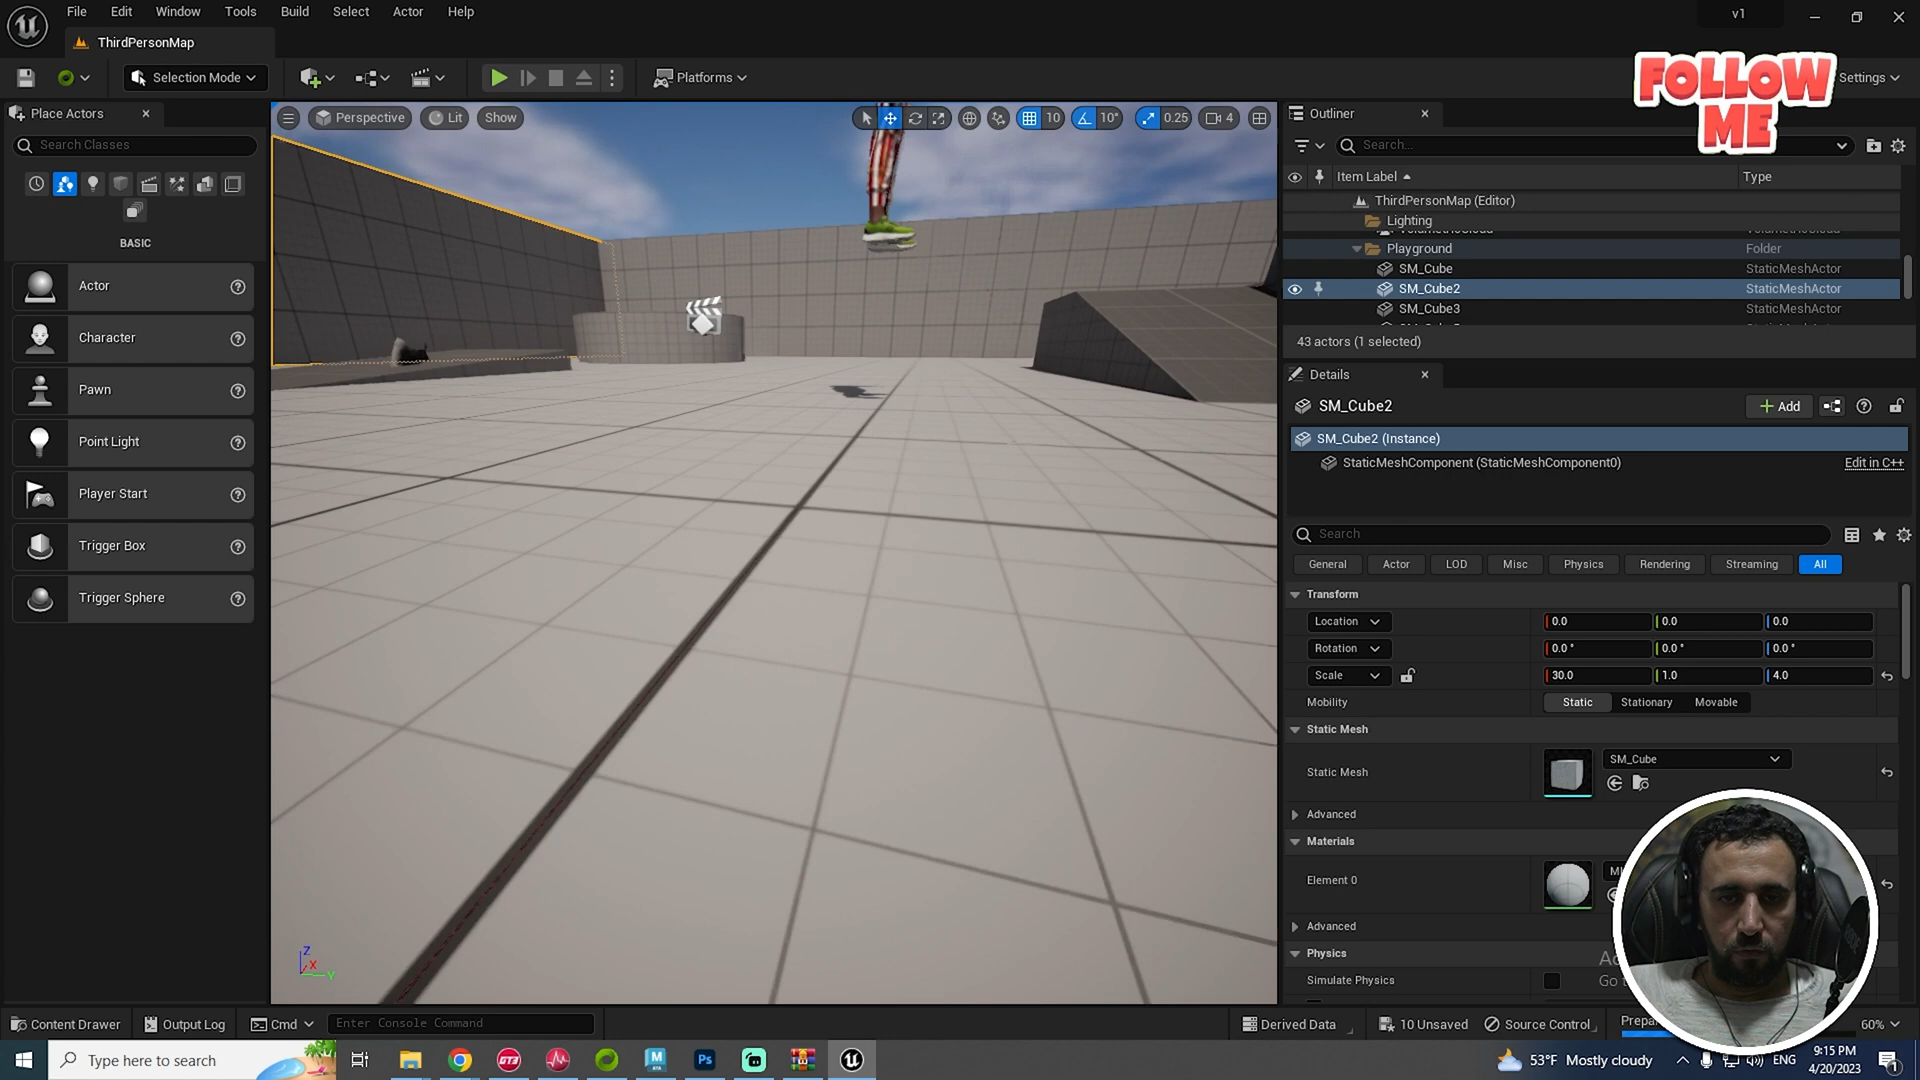 File Edit Window Tools Build Select Actor Help
v1
ThirdPersonMap
Selection Mode
Platforms
Settings
FOLLOW
ME
Place Actors
Search Classes
BASIC
Actor
Character
Pawn
Point Light
Player Start
Trigger Box
Trigger Sphere
Perspective
Lit
Show
10
10°
0.25
4
Outliner
Search...
Item Label
Type
ThirdPersonMap (Editor)
Lighting
Playground
Folder
SM_Cube
StaticMeshActor
SM_Cube2
StaticMeshActor
SM_Cube3
StaticMeshActor
43 actors (1 selected)
Details
SM_Cube2
Add
SM_Cube2 (Instance)
StaticMeshComponent (StaticMeshComponent0)
Edit in C++
Search
General
Actor
LOD
Misc
Physics
Rendering
Streaming
All
Transform
Location
0.0
0.0
0.0
Rotation
0.0 °
0.0 °
0.0 °
Scale
30.0
1.0
4.0
Mobility
Static
Stationary
Movable
Static Mesh
Static Mesh
SM_Cube
Advanced
Materials
Element 0
Advanced
Physics
Simulate Physics
Z
X
Y
Content Drawer
Output Log
Cmd
Enter Console Command
Derived Data
10 Unsaved
Source Control
60%
Type here to search
GT3
Ps
53°F Mostly cloudy
ENG
9:15 PM
4/20/2023
1